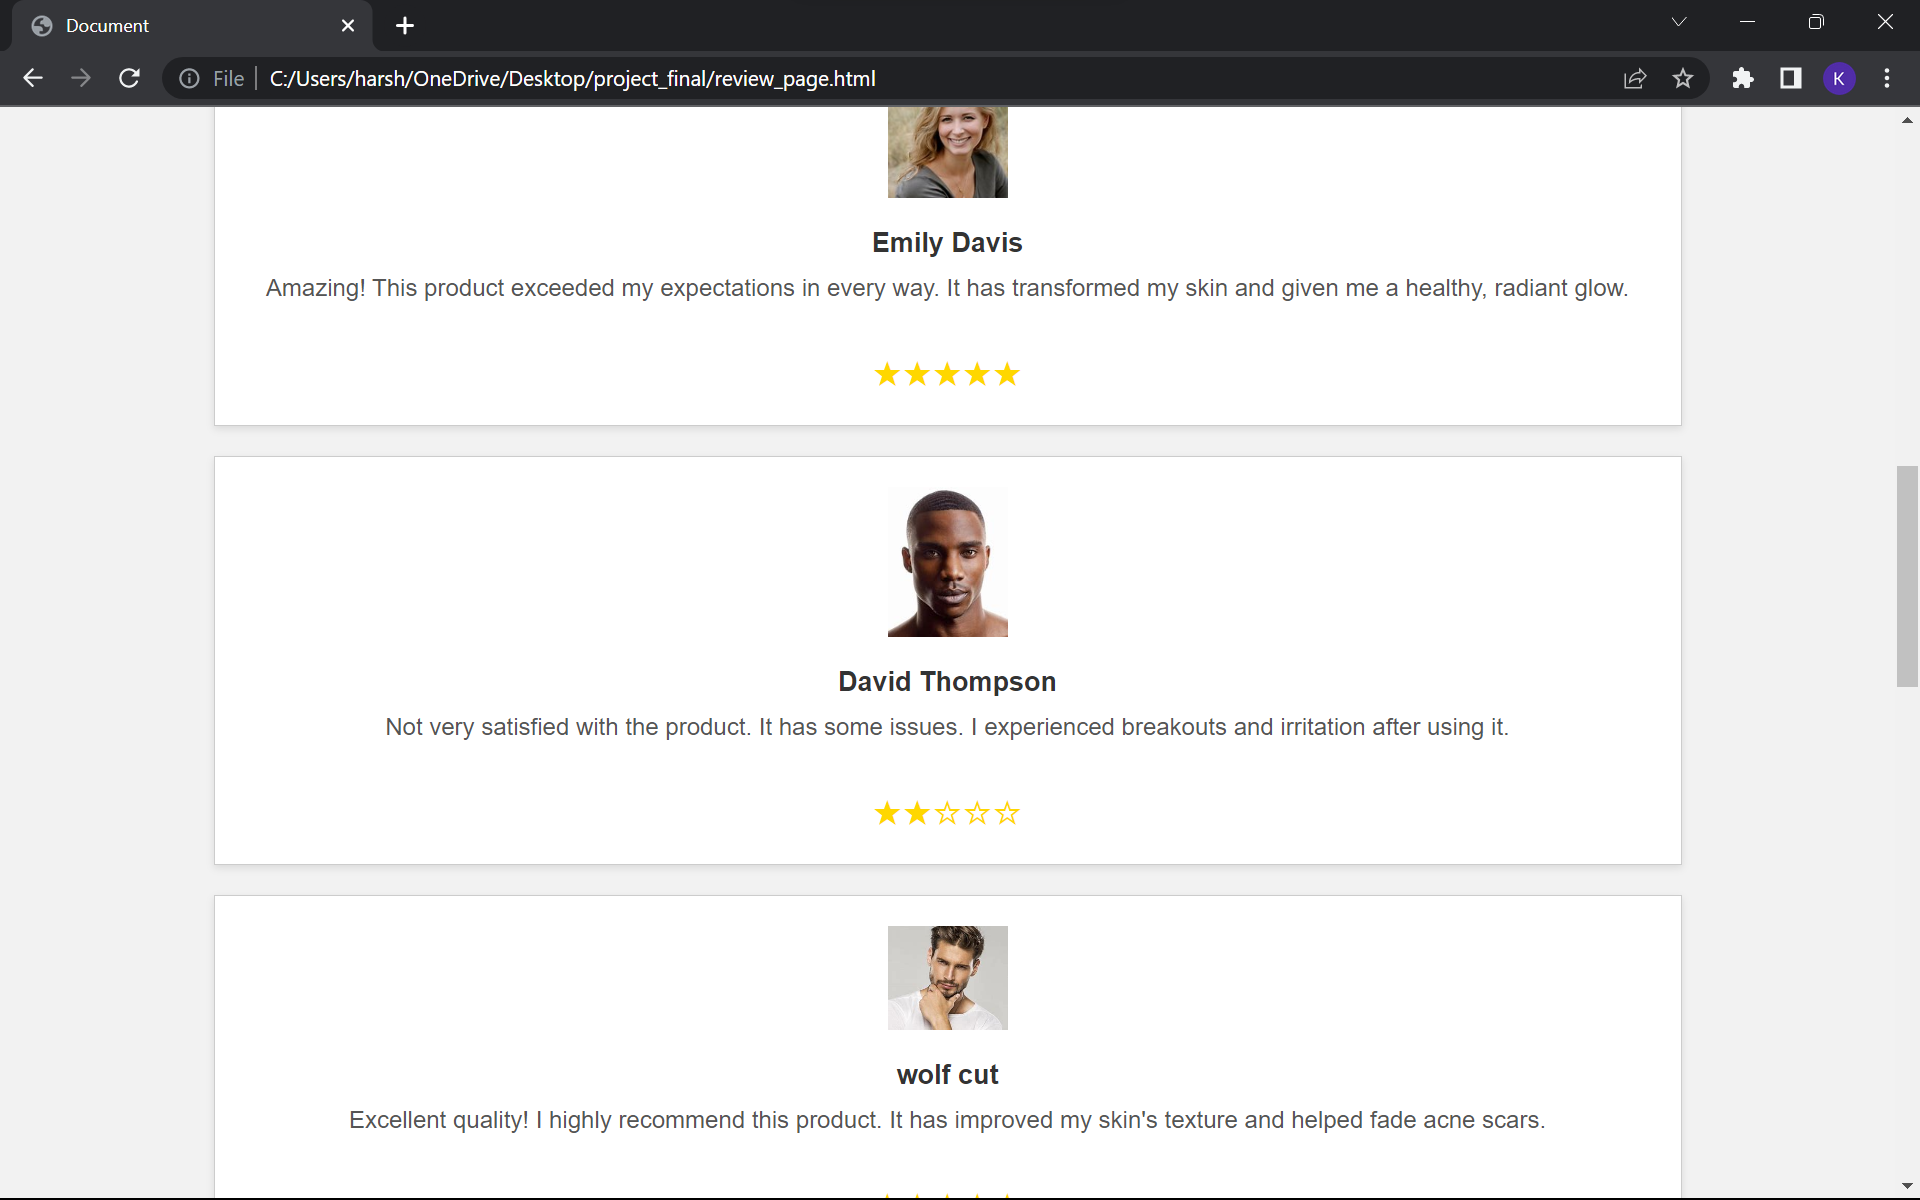 Document
File
C:/Users/harsh/OneDrive/Desktop/project_final/review_page.html
K
Emily Davis
Amazing! This product exceeded my expectations in every way. It has transformed my skin and given me a healthy, radiant glow.
★★★★★
David Thompson
Not very satisfied with the product. It has some issues. I experienced breakouts and irritation after using it.
★★☆☆☆
wolf cut
Excellent quality! I highly recommend this product. It has improved my skin's texture and helped fade acne scars.